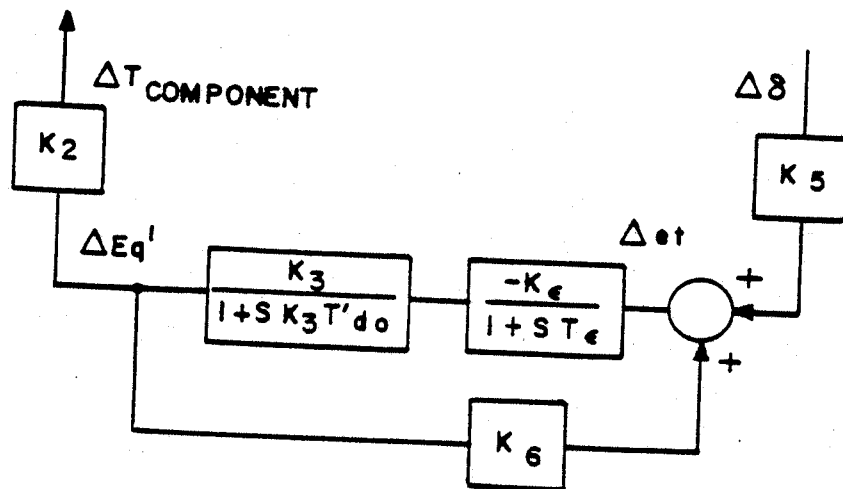 ΔT COMPONENT
Δδ
K2
K5
ΔEq'
Δet
K3
1+S K3 T'do
-Kϵ
1+S Tϵ
+
+
K6